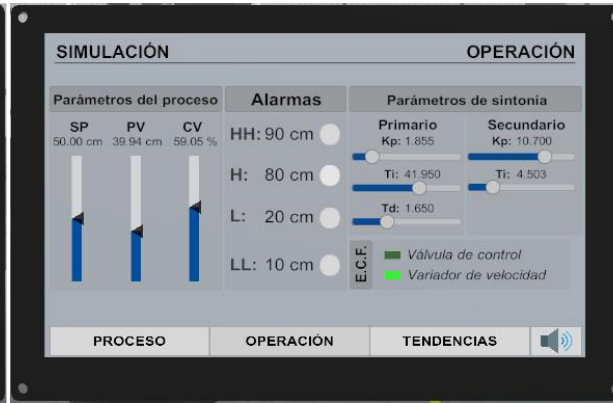 SIMULACIÓN OPERACIÓN
Parámetros del proceso
SP PV CV
50.00 cm 39.94 cm 59.05 %
Alarmas
HH: 90 cm
H: 80 cm
L: 20 cm
LL: 10 cm
Parámetros de sintonia
Primario
Kp: 1.855
Ti: 41.950
Td: 1.650
Secundario
Kp: 10.700
Ti: 4.503
E.C.F.
Válvula de control
Variador de velocidad
PROCESO OPERACIÓN TENDENCIAS